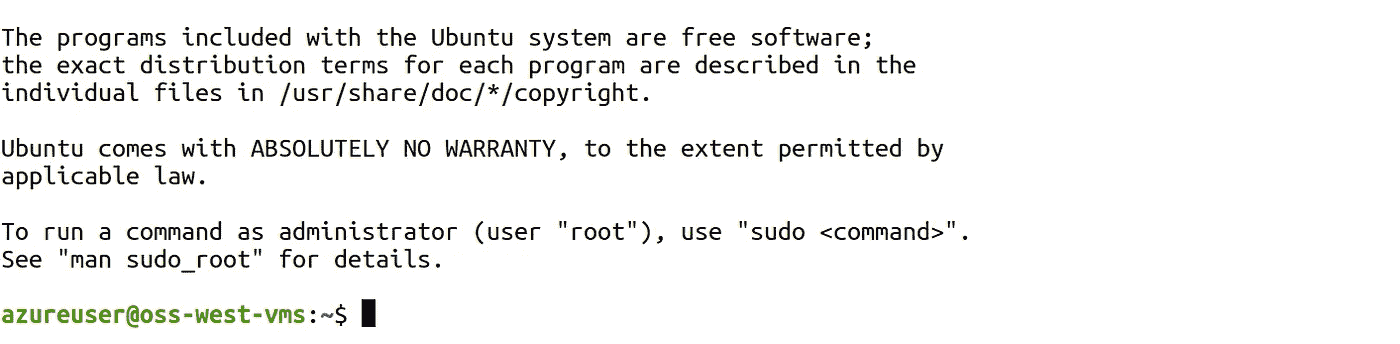 The programs included with the Ubuntu system are free software;
the exact distribution terms for each program are described in the
individual files in /usr/share/doc/*/copyright.
Ubuntu comes with ABSOLUTELY NO WARRANTY, to the extent permitted by
applicable law.
To run a command as administrator (user "root"), use "sudo <command>".
See "man sudo_root" for details.
azureuser@oss-west-vms:~$